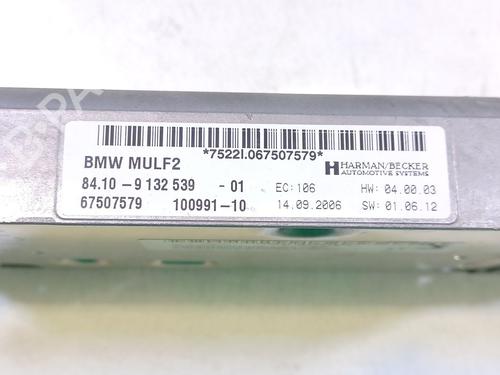 *7522I.067507579*
BMW MULF2
HARMAN/BECKER
AUTOMOTIVE SYSTEMS
84.10 - 9 132 539 - 01 EC: 106 HW: 04.00.03
67507579 100991-10 14.09.2006 SW: 01.06.12